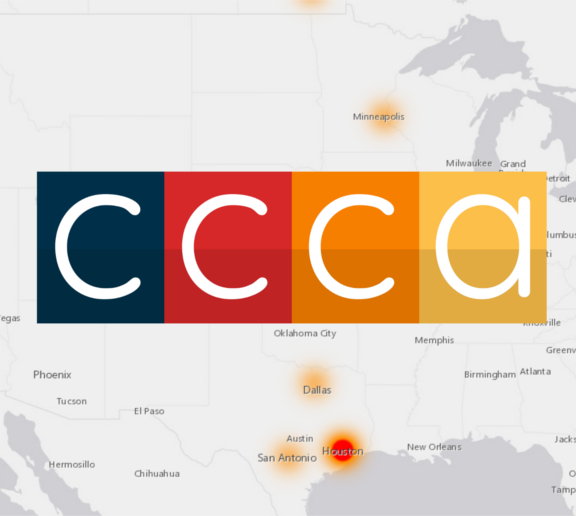 Minneapolis
Milwaukee Grand
etroit
Clev
ccca
lumbus
ti
egas
Knoxville
Oklahoma City
Memphis
Greenv
Phoenix
Birmingham Atlanta
Dallas
Tucson
El Paso
Jacks
Austin
New Orleans
Houston
San Antonio
Hermosillo
Chihuahua
Tamp